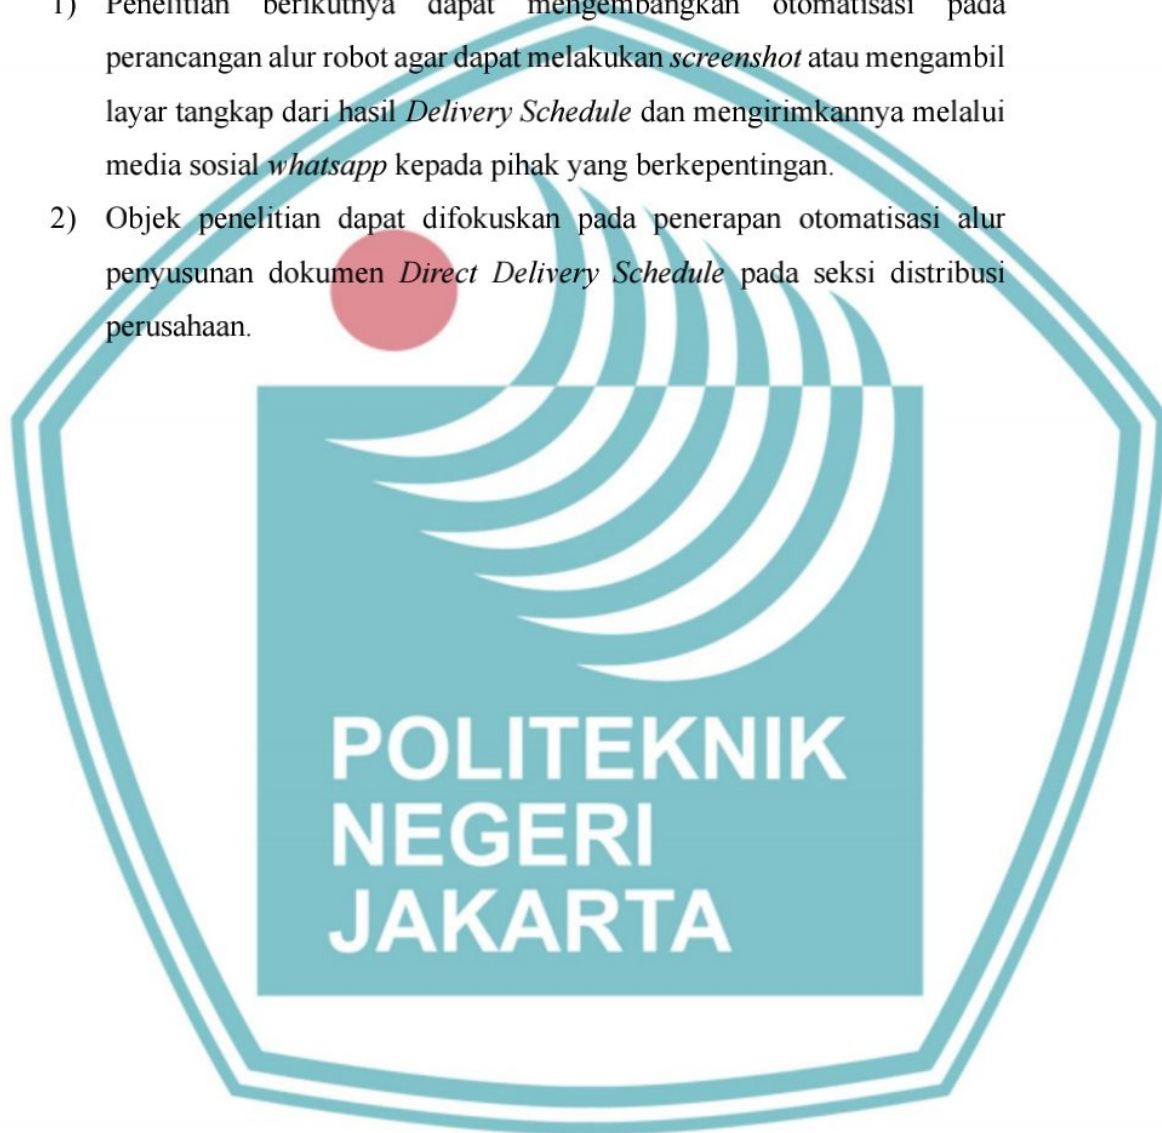 1) Penelitian berikutnya dapat mengembangkan otomatisasi pada
perancangan alur robot agar dapat melakukan screenshot atau mengambil
layar tangkap dari hasil Delivery Schedule dan mengirimkannya melalui
media sosial whatsapp kepada pihak yang berkepentingan.
2) Objek penelitian dapat difokuskan pada penerapan otomatisasi alur
penyusunan dokumen Direct Delivery Schedule pada seksi distribusi
perusahaan.
POLITEKNIK
NEGERI
JAKARTA